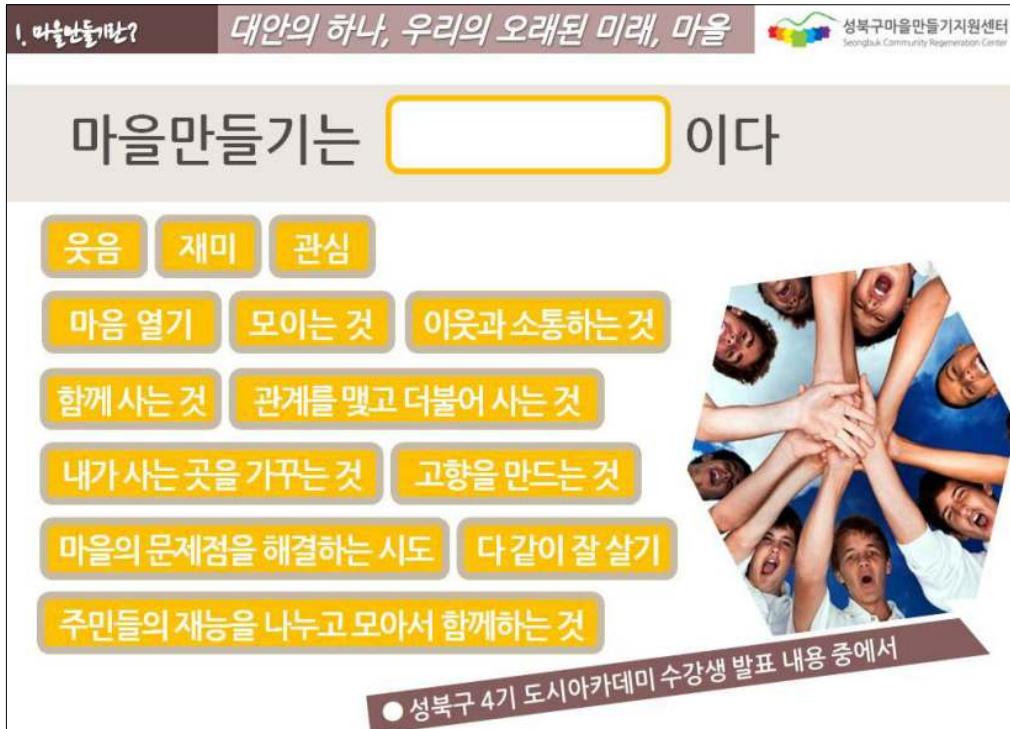 1. 마을만들기란?
대안의 하나, 우리의 오래된 미래, 마을
성북구마을만들기지원센터
Seongbuk Community Regeneration Center
마을만들기는 이다
웃음 재미 관심
마음 열기 모이는 것 이웃과 소통하는 것
함께 사는 것 관계를 맺고 더불어 사는 것
내가 사는 곳을 가꾸는 것 고향을 만드는 것
마을의 문제점을 해결하는 시도 다 같이 잘 살기
주민들의 재능을 나누고 모아서 함께하는 것
● 성북구 4기 도시아카데미 수강생 발표 내용 중에서